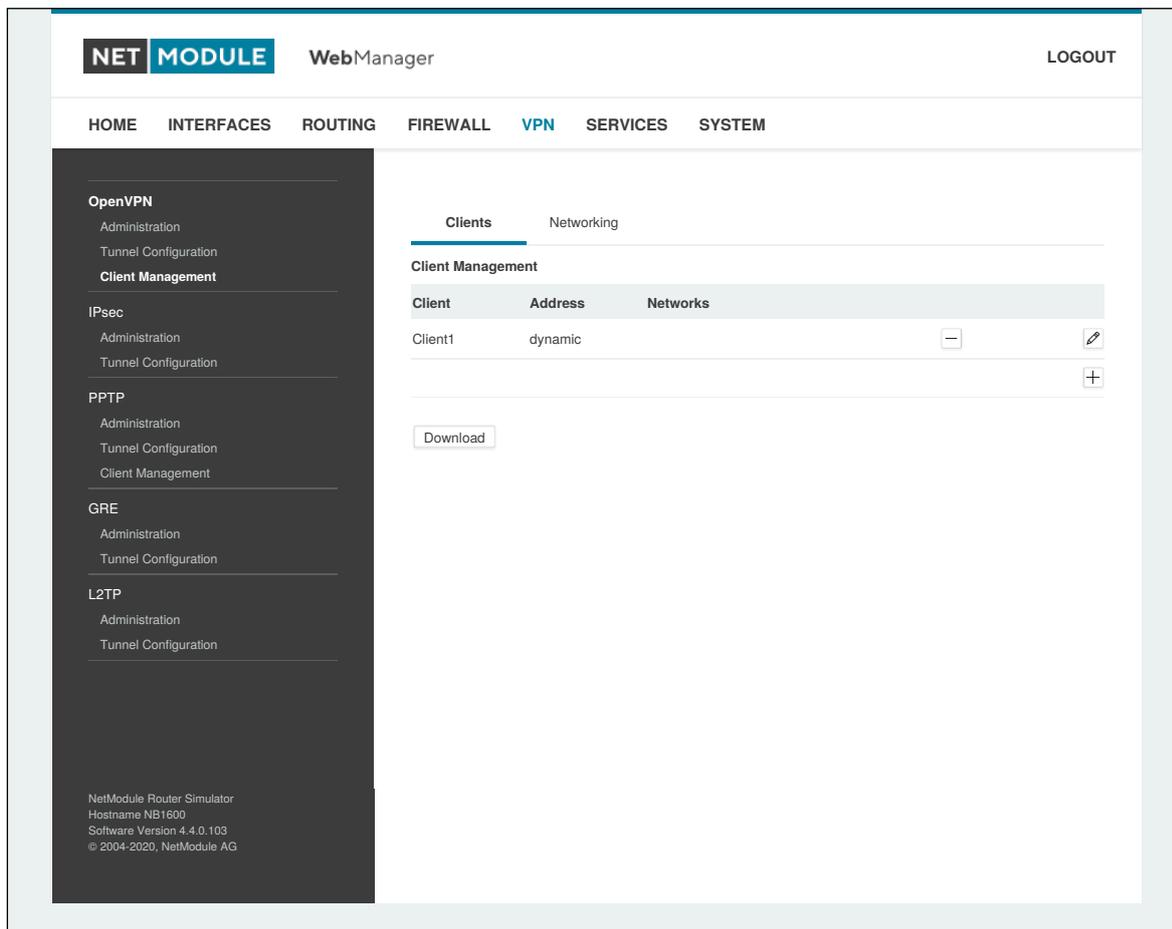 NET MODULE WebManager LOGOUT
HOME INTERFACES ROUTING FIREWALL VPN SERVICES SYSTEM
OpenVPN
Administration
Tunnel Configuration
Client Management
IPsec
Administration
Tunnel Configuration
PPTP
Administration
Tunnel Configuration
Client Management
GRE
Administration
Tunnel Configuration
L2TP
Administration
Tunnel Configuration
NetModule Router Simulator
Hostname NB1600
Software Version 4.4.0.103
© 2004-2020, NetModule AG
Clients Networking
Client Management
Client Address Networks
Client1 dynamic
Download